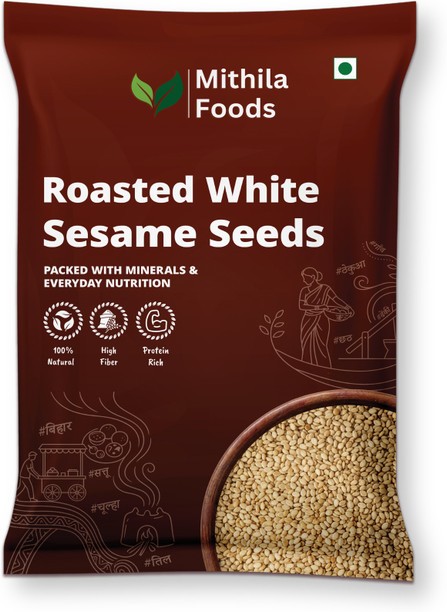 Mithila
Foods
Roasted White
Sesame Seeds
PACKED WITH MINERALS &
EVERYDAY NUTRITION
100%
Natural
High
Fiber
Protein
Rich
#ठेकुआ
#छठ
#बिहार
#सत्तू
#चूल्हा
#तिल